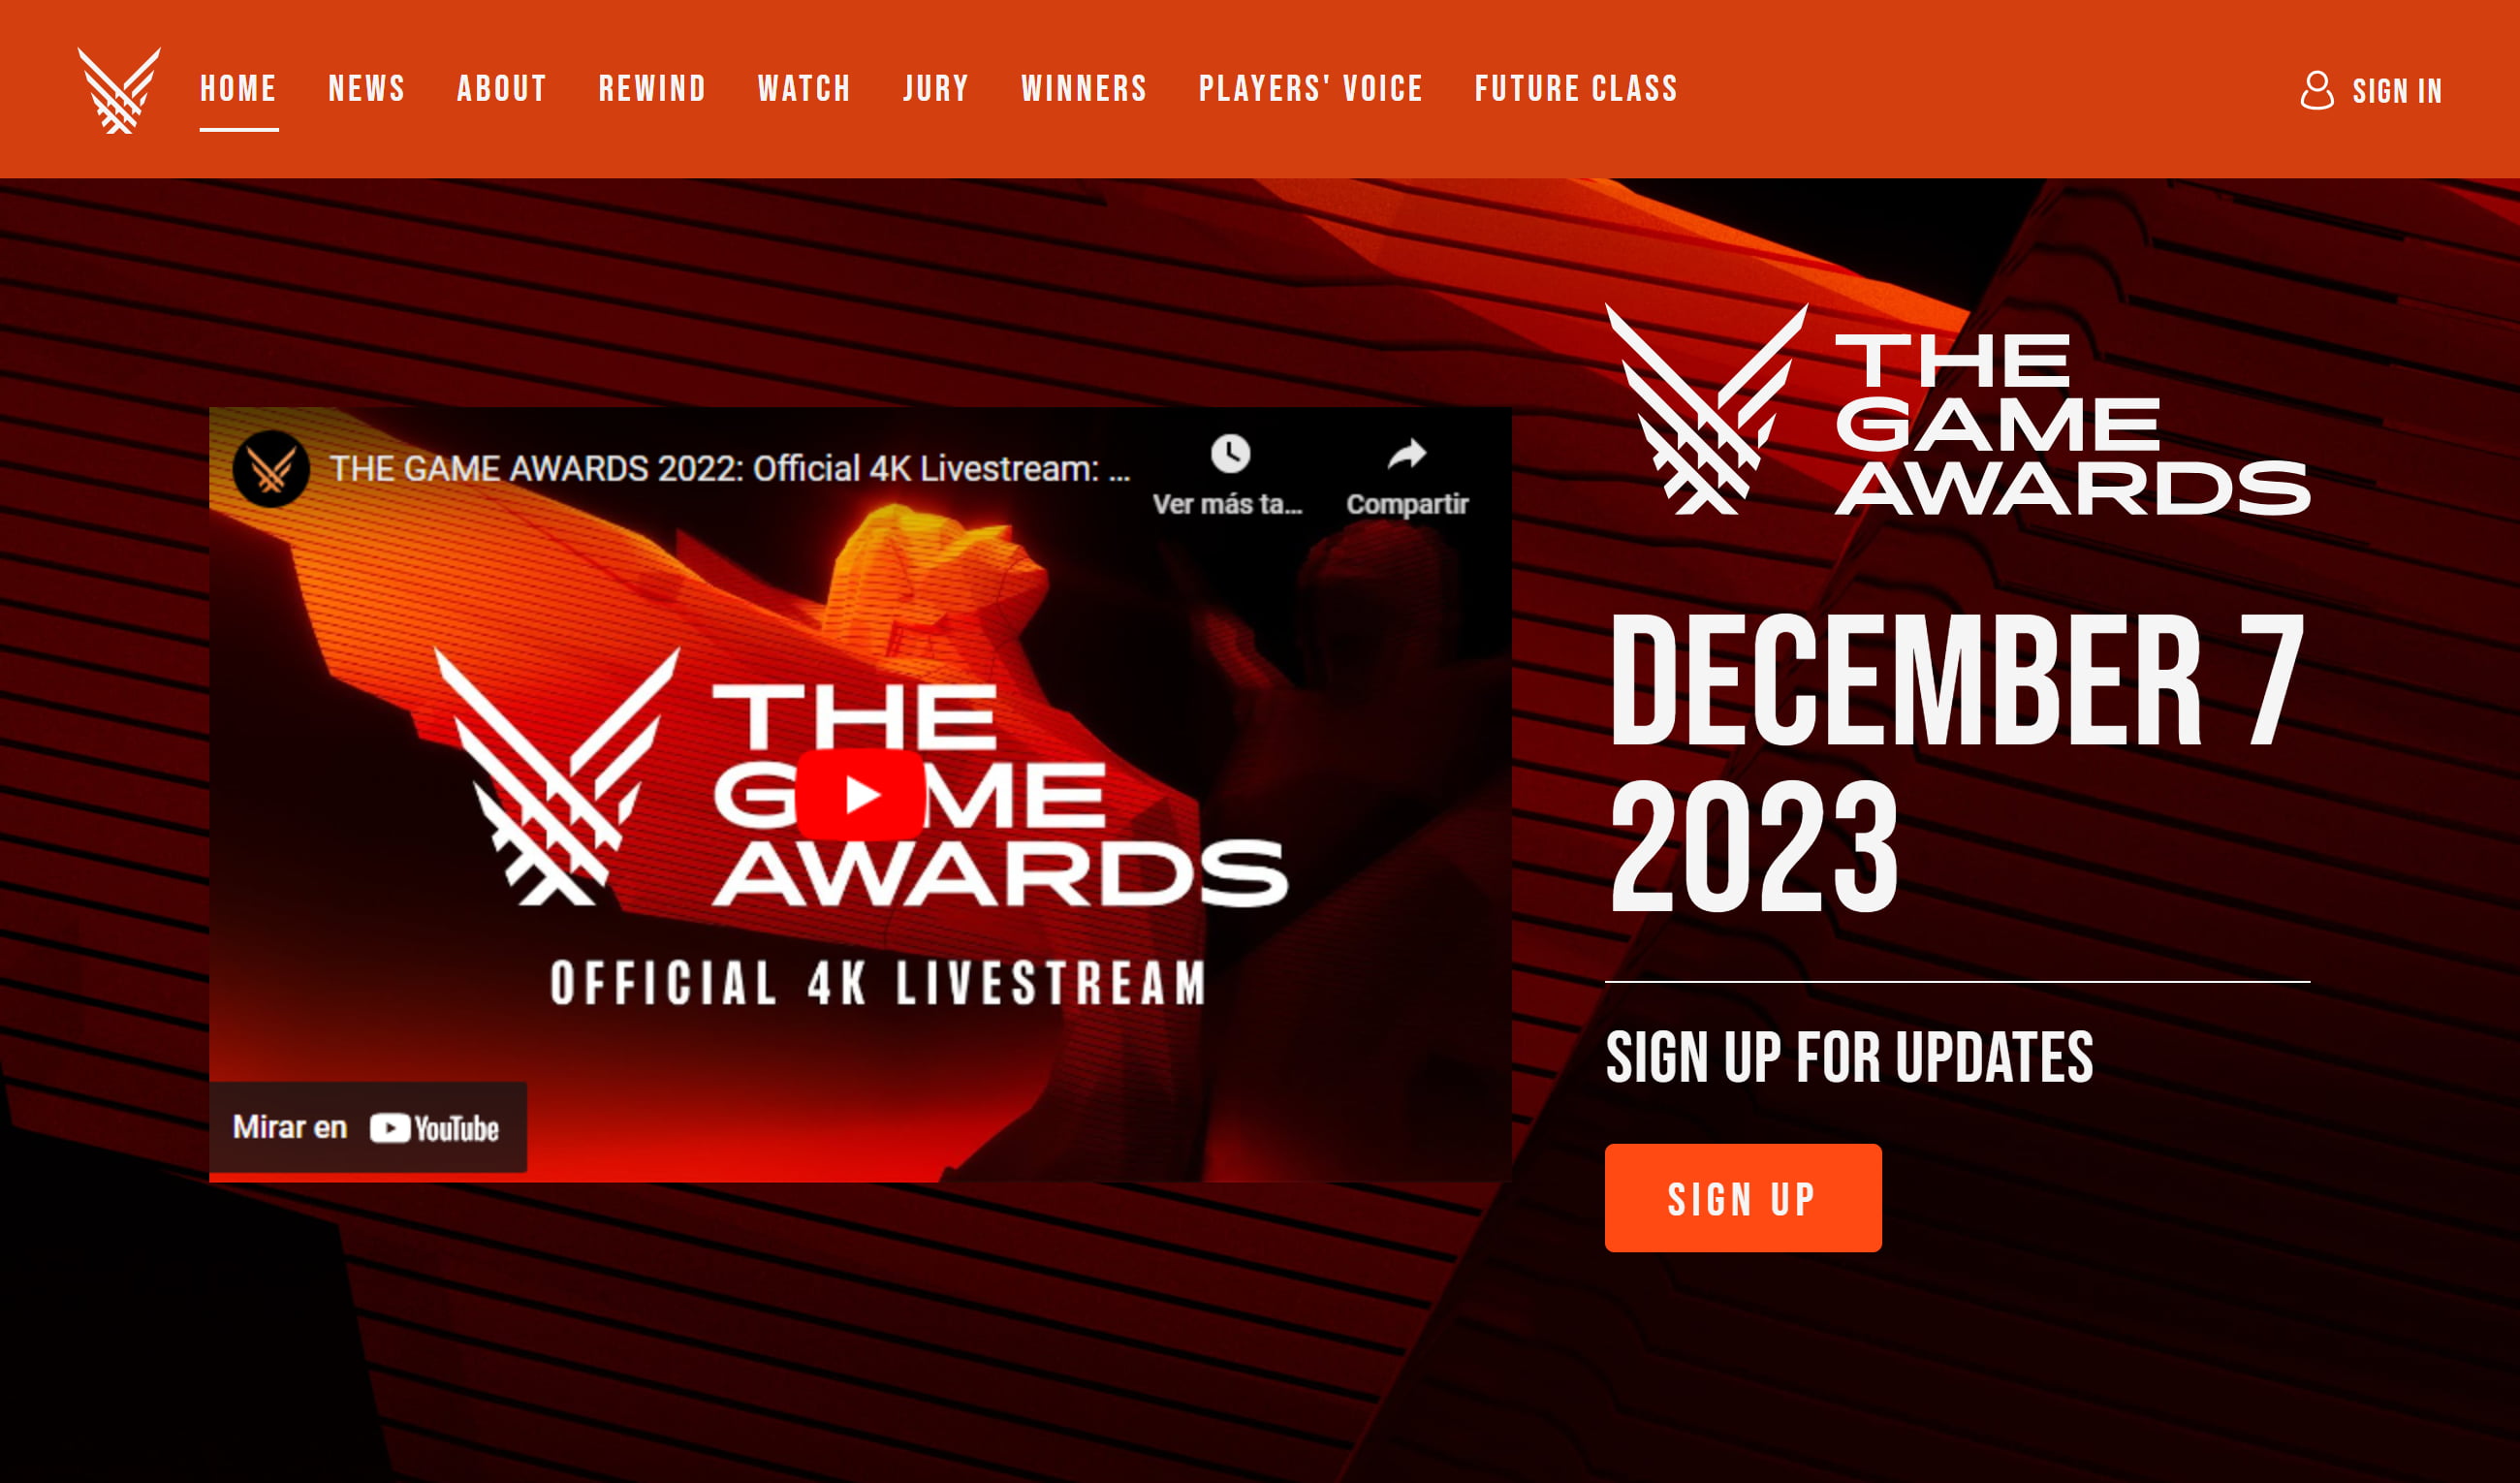 HOME NEWS ABOUT REWIND WATCH JURY WINNERS PLAYERS' VOICE FUTURE CLASS SIGN IN
THE GAME AWARDS 2022: Official 4K Livestream: ...
Ver más ta...
Compartir
THE
GAME
AWARDS
OFFICIAL 4K LIVESTREAM
Mirar en YouTube
THE
GAME
AWARDS
DECEMBER 7
2023
SIGN UP FOR UPDATES
SIGN UP